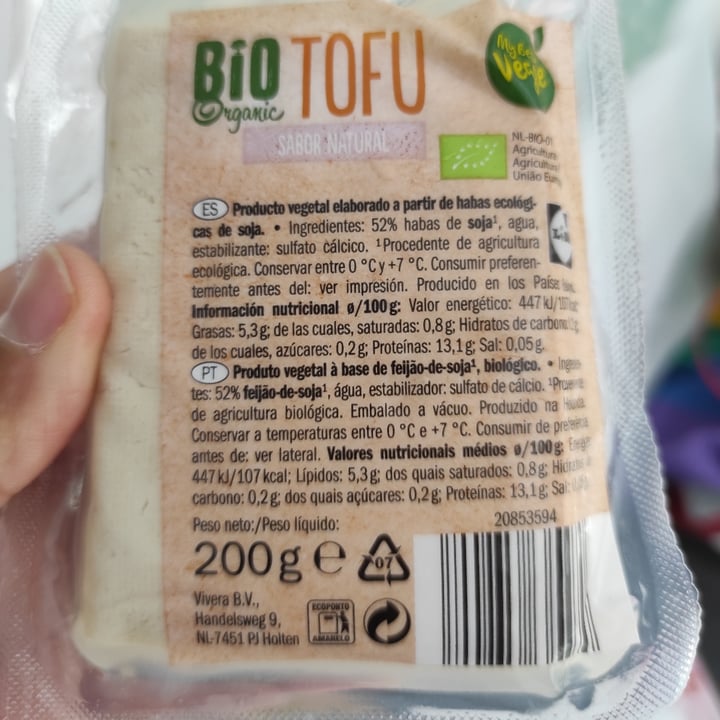 BIO TOFU
Organic
My Best
Veggie
SABOR NATURAL
NL-BIO-01
Agricultura
Agricultura
União
ES Producto vegetal elaborado a partir de habas ecológi-
cas de soja. • Ingredientes: 52% habas de soja¹, agua,
estabilizante: sulfato cálcico. ¹Procedente de agricultura
ecológica. Conservar entre 0 °C y +7 °C. Consumir preferen-
temente antes del: ver impresión. Producido en los Países
Información nutricional ø/100g: Valor energético: 447 kJ/107
Grasas: 5,3 g; de las cuales, saturadas: 0,8 g; Hidratos de carbono:
de los cuales, azúcares: 0,2 g; Proteínas: 13,1 g; Sal: 0,05 g.
PT Produto vegetal à base de feijão-de-soja¹, biológico. •
tes: 52% feijão-de-soja¹, água, estabilizador: sulfato de cálcio.
de agricultura biológica. Embalado a vácuo. Produzido na
Conservar a temperaturas entre 0 °C e +7 °C. Consumir de
antes de: ver lateral. Valores nutricionais médios ø/100g:
447 kJ/107 kcal; Lípidos: 5,3 g; dos quais saturados: 0,8 g;
carbono: 0,2 g; dos quais açúcares: 0,2 g; Proteínas: 13,1 g; Sal:
Peso neto:/Peso líquido:
20853594
200g e
07
Vivera B.V.,
Handelsweg 9,
NL-7451 PJ Holten
ECOPONTO
AMARELO